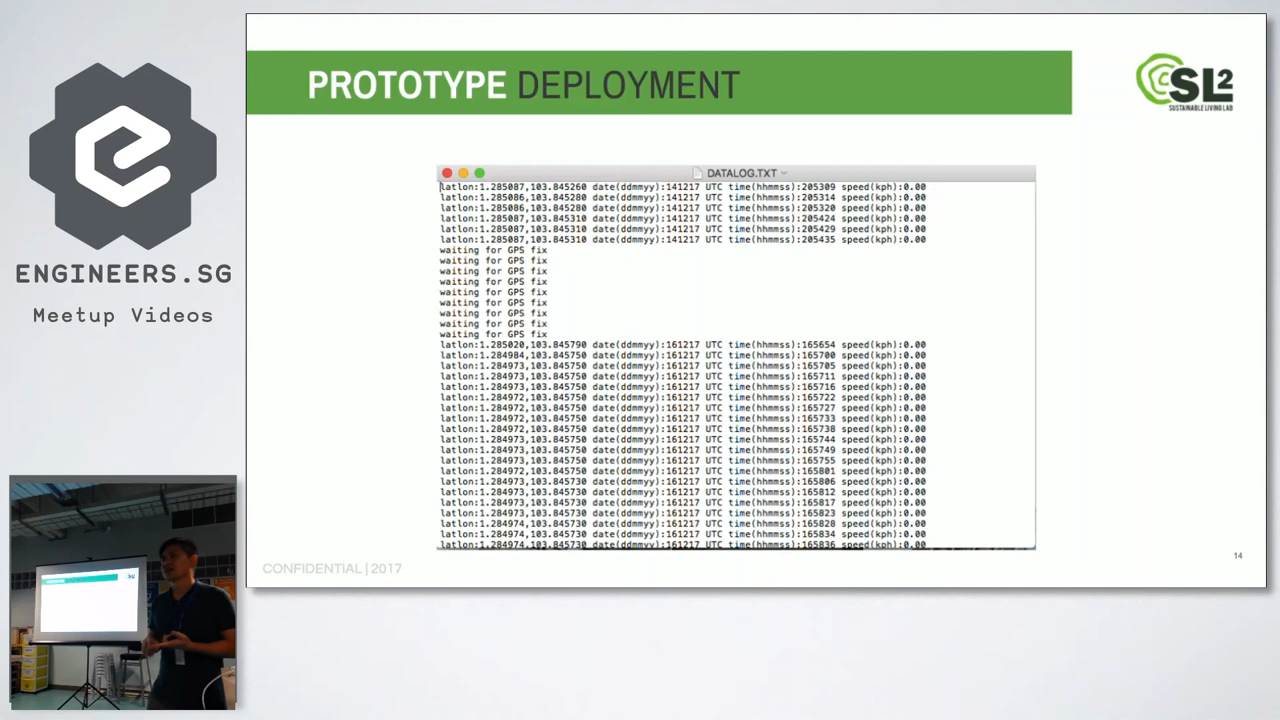 PROTOTYPE DEPLOYMENT
SL2
SUSTAINABLE LIVING LAB
ENGINEERS.SG
Meetup Videos
DATALOG.TXT
latlon:1.285087,103.845260 date(ddmmyy):141217 UTC time(hhmmss):205309 speed(kph):0.00
latlon:1.285086,103.845280 date(ddmmyy):141217 UTC time(hhmmss):205314 speed(kph):0.00
latlon:1.285086,103.845280 date(ddmmyy):141217 UTC time(hhmmss):205320 speed(kph):0.00
latlon:1.285087,103.845310 date(ddmmyy):141217 UTC time(hhmmss):205424 speed(kph):0.00
latlon:1.285087,103.845310 date(ddmmyy):141217 UTC time(hhmmss):205429 speed(kph):0.00
latlon:1.285087,103.845310 date(ddmmyy):141217 UTC time(hhmmss):205435 speed(kph):0.00
waiting for GPS fix
waiting for GPS fix
waiting for GPS fix
waiting for GPS fix
waiting for GPS fix
waiting for GPS fix
waiting for GPS fix
waiting for GPS fix
waiting for GPS fix
latlon:1.285020,103.845790 date(ddmmyy):161217 UTC time(hhmmss):165654 speed(kph):0.00
latlon:1.284984,103.845750 date(ddmmyy):161217 UTC time(hhmmss):165700 speed(kph):0.00
latlon:1.284973,103.845750 date(ddmmyy):161217 UTC time(hhmmss):165705 speed(kph):0.00
latlon:1.284973,103.845750 date(ddmmyy):161217 UTC time(hhmmss):165711 speed(kph):0.00
latlon:1.284973,103.845750 date(ddmmyy):161217 UTC time(hhmmss):165716 speed(kph):0.00
latlon:1.284972,103.845750 date(ddmmyy):161217 UTC time(hhmmss):165722 speed(kph):0.00
latlon:1.284972,103.845750 date(ddmmyy):161217 UTC time(hhmmss):165727 speed(kph):0.00
latlon:1.284972,103.845750 date(ddmmyy):161217 UTC time(hhmmss):165733 speed(kph):0.00
latlon:1.284973,103.845750 date(ddmmyy):161217 UTC time(hhmmss):165738 speed(kph):0.00
latlon:1.284973,103.845750 date(ddmmyy):161217 UTC time(hhmmss):165744 speed(kph):0.00
latlon:1.284973,103.845750 date(ddmmyy):161217 UTC time(hhmmss):165749 speed(kph):0.00
latlon:1.284973,103.845750 date(ddmmyy):161217 UTC time(hhmmss):165755 speed(kph):0.00
latlon:1.284972,103.845750 date(ddmmyy):161217 UTC time(hhmmss):165801 speed(kph):0.00
latlon:1.284973,103.845730 date(ddmmyy):161217 UTC time(hhmmss):165806 speed(kph):0.00
latlon:1.284973,103.845730 date(ddmmyy):161217 UTC time(hhmmss):165812 speed(kph):0.00
latlon:1.284973,103.845730 date(ddmmyy):161217 UTC time(hhmmss):165817 speed(kph):0.00
latlon:1.284973,103.845730 date(ddmmyy):161217 UTC time(hhmmss):165823 speed(kph):0.00
latlon:1.284974,103.845730 date(ddmmyy):161217 UTC time(hhmmss):165828 speed(kph):0.00
latlon:1.284974,103.845730 date(ddmmyy):161217 UTC time(hhmmss):165834 speed(kph):0.00
latlon:1.284974,103.845730 date(ddmmyy):161217 UTC time(hhmmss):165836 speed(kph):0.00
CONFIDENTIAL | 2017
14